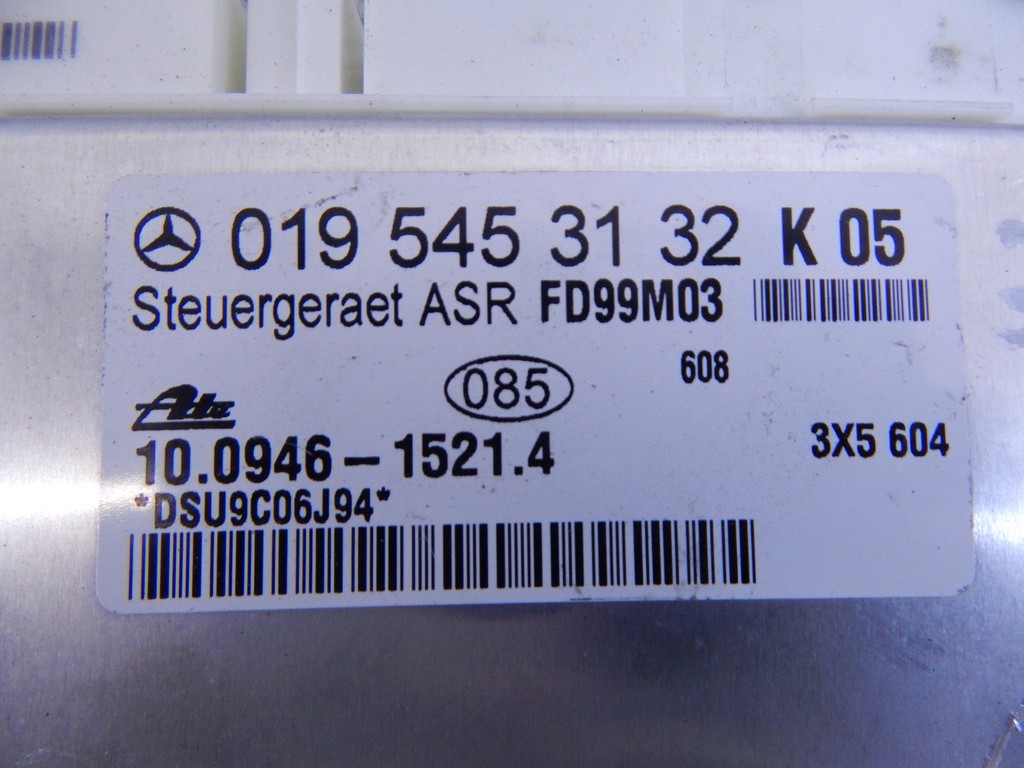 019 545 31 32 K 05
Steuergeraet ASR FD99M03
085
608
Ate
10.0946-1521.4
3X5 604
*DSU9C06J94*